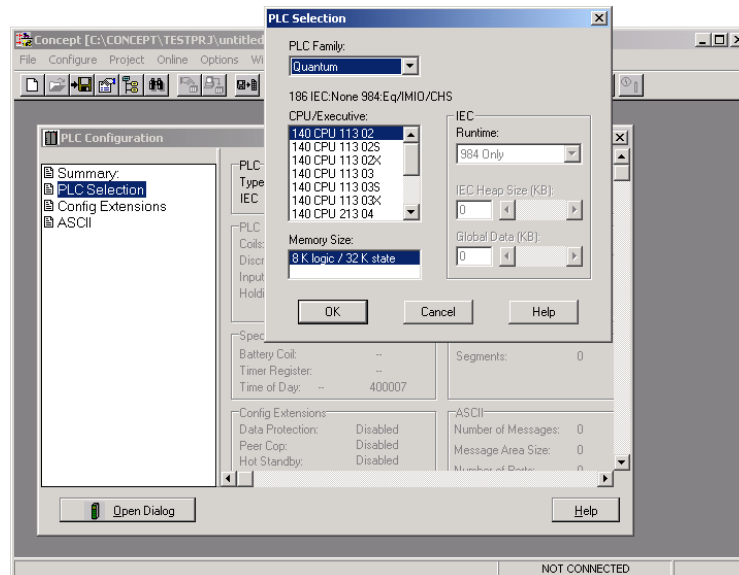 PLC Selection
Concept [C:\CONCEPT\TESTPRJ\untitled
File Configure Project Online Options Wi
PLC Family:
Quantum
186 IEC:None 984:Eq/IMIO/CHS
CPU/Executive:
140 CPU 113 02
140 CPU 113 02S
140 CPU 113 02X
140 CPU 113 03
140 CPU 113 03S
140 CPU 113 03X
140 CPU 213 04
IEC
Runtime:
984 Only
IEC Heap Size (KB):
0
Global Data (KB):
0
Memory Size:
8 K logic / 32 K state
OK Cancel Help
PLC Configuration
Summary:
PLC Selection
Config Extensions
ASCII
PLC
Type
IEC
PLC
Coils:
Discr
Input
Holdi
Spec
Battery Coil: --
Timer Register: --
Time of Day: -- 400007
Segments: 0
Config Extensions
Data Protection: Disabled
Peer Cop: Disabled
Hot Standby: Disabled
ASCII
Number of Messages: 0
Message Area Size: 0
Number of Ports: 0
Open Dialog
Help
NOT CONNECTED